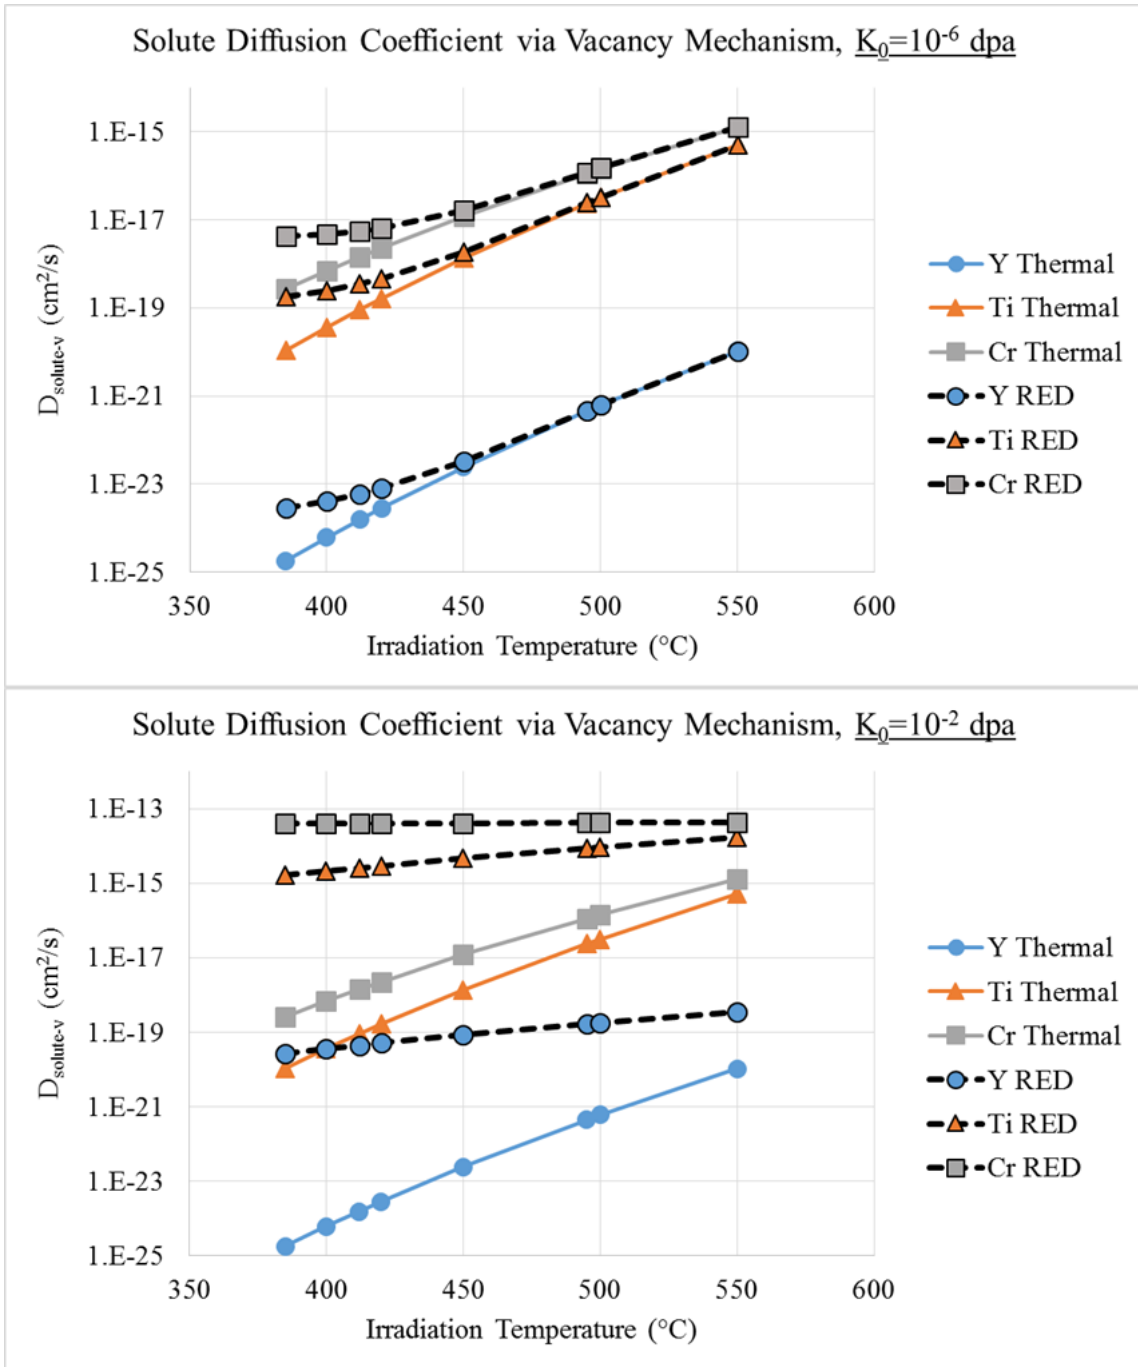 Solute Diffusion Coefficient via Vacancy Mechanism, K₀=10⁻⁶ dpa
1.E-15
1.E-17
1.E-19
1.E-21
1.E-23
1.E-25
D_solute-v (cm²/s)
350 400 450 500 550 600
Irradiation Temperature (°C)
Y Thermal
Ti Thermal
Cr Thermal
Y RED
Ti RED
Cr RED
Solute Diffusion Coefficient via Vacancy Mechanism, K₀=10⁻² dpa
1.E-13
1.E-15
1.E-17
1.E-19
1.E-21
1.E-23
1.E-25
D_solute-v (cm²/s)
350 400 450 500 550 600
Irradiation Temperature (°C)
Y Thermal
Ti Thermal
Cr Thermal
Y RED
Ti RED
Cr RED